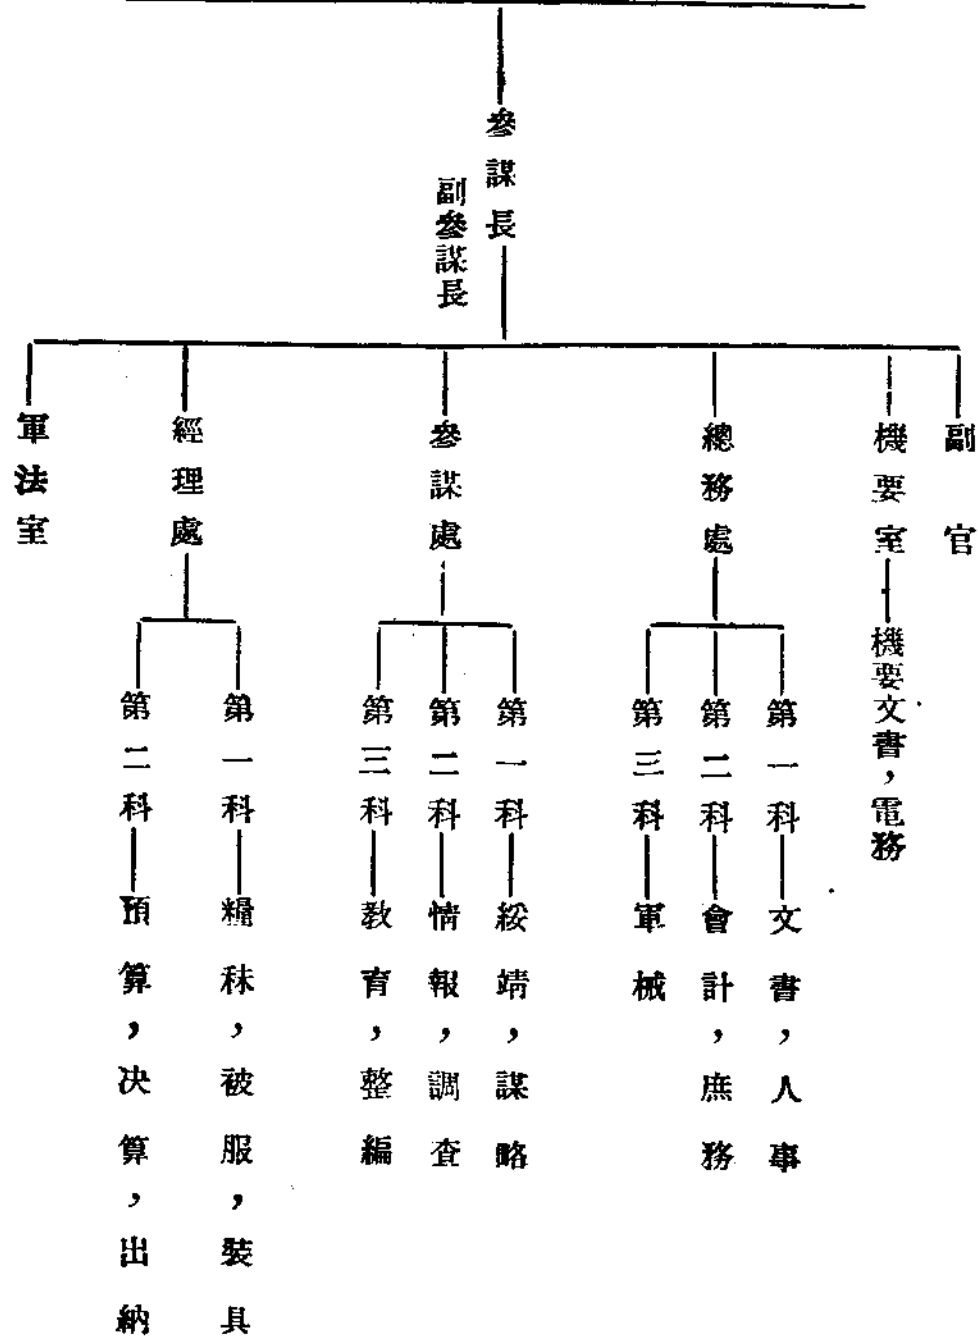 參謀長
副參謀長
副官
機要室
機要文書，電務
總務處
第一科
文書，人事
第二科
會計，庶務
第三科
軍械
參謀處
第一科
綏靖，謀略
第二科
情報，調查
第三科
教育，整編
經理處
第一科
糧秣，被服，裝具
第二科
預算，决算，出納
軍法室